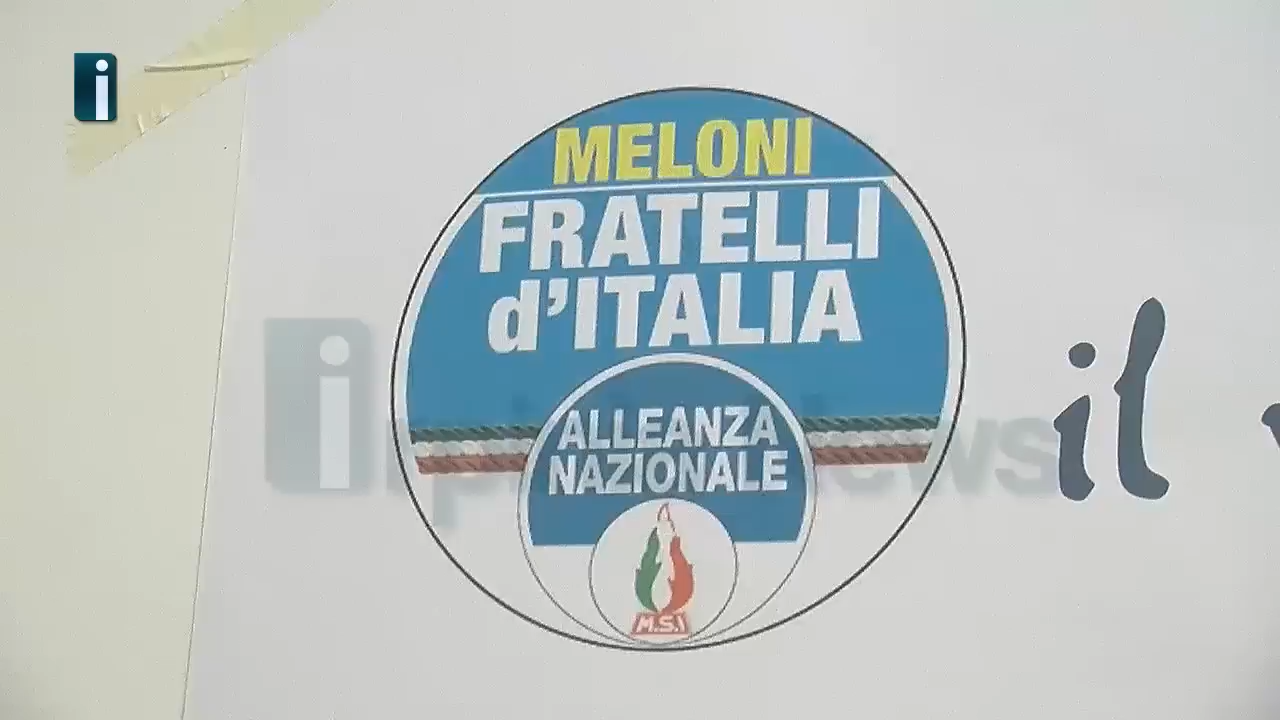 i
MELONI
FRATELLI
d'ITALIA
ALLEANZA
NAZIONALE
M.S.I
il